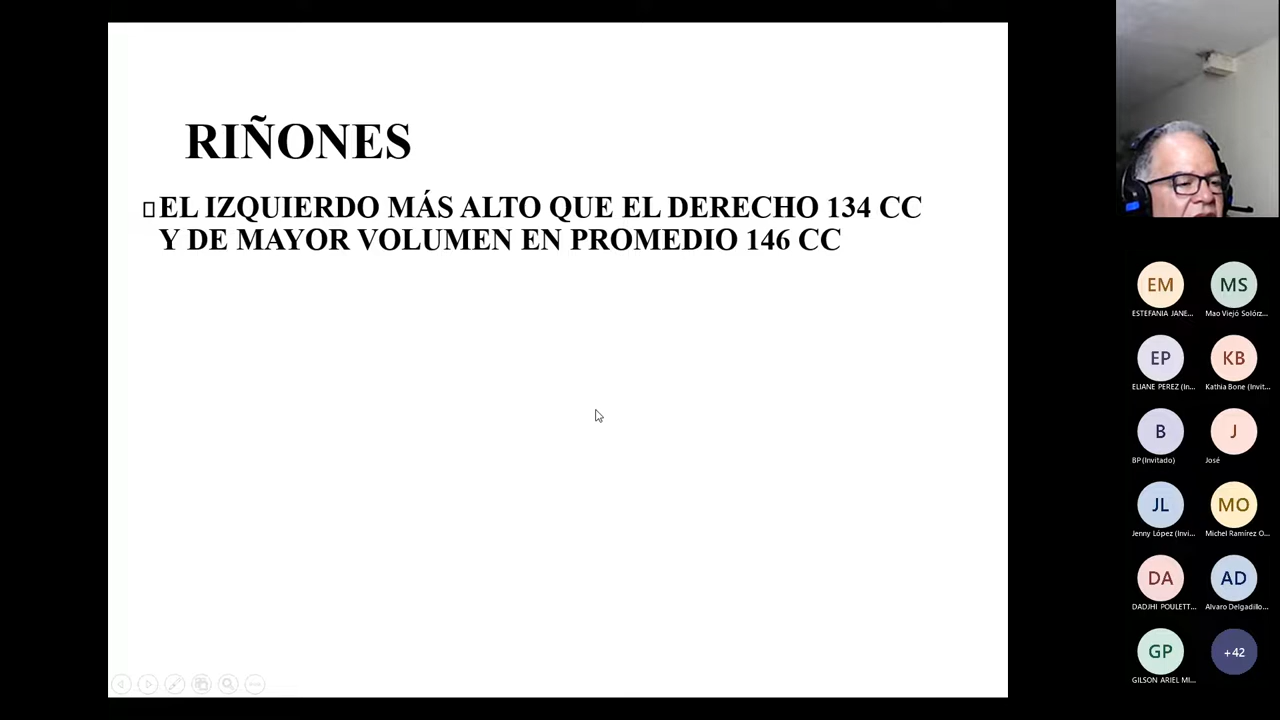 RIÑONES
EL IZQUIERDO MÁS ALTO QUE EL DERECHO 134 CC
Y DE MAYOR VOLUMEN EN PROMEDIO 146 CC
EM
MS
ESTEFANIA JANE...
Mao Viejó Solórz...
EP
KB
ELIANE PEREZ (In...
Kathia Bone (Invit...
B
J
BP (Invitado)
José
JL
MO
Jenny López (Invi...
Michel Ramírez O...
DA
AD
DADJHI POULETT...
Alvaro Delgadillo...
GP
+42
GILSON ARIEL MI...